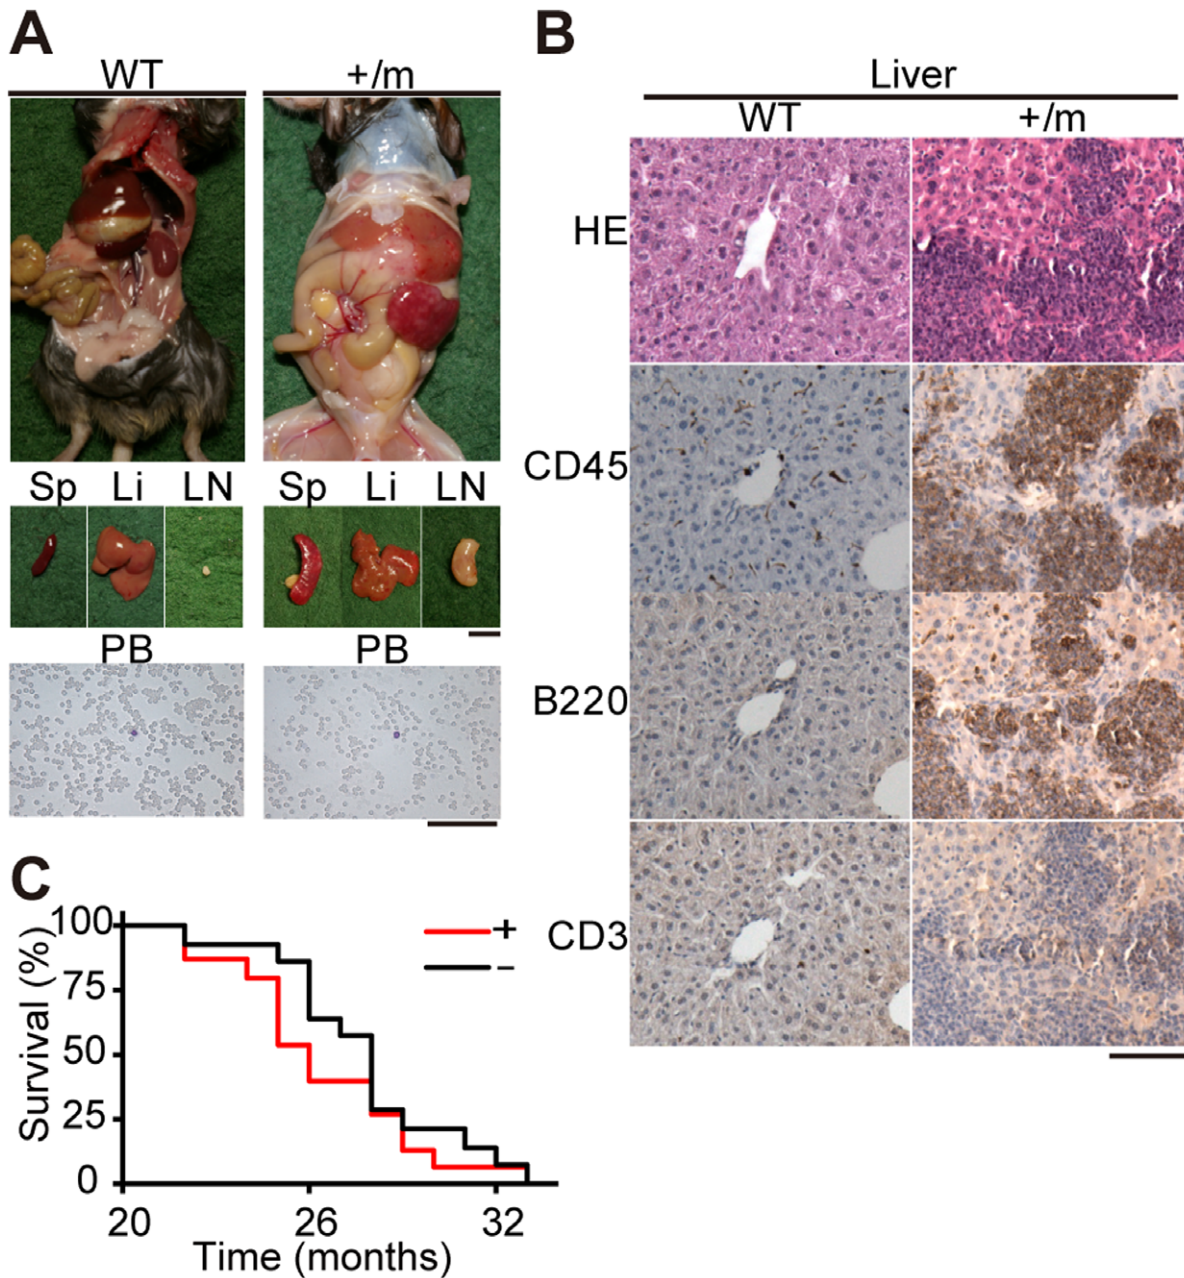 A
WT
+/m
Sp
Li
LN
Sp
Li
LN
PB
PB
B
Liver
WT
+/m
HE
CD45
B220
CD3
C
Survival (%)
100
75
50
25
0
20
26
32
Time (months)
+
−